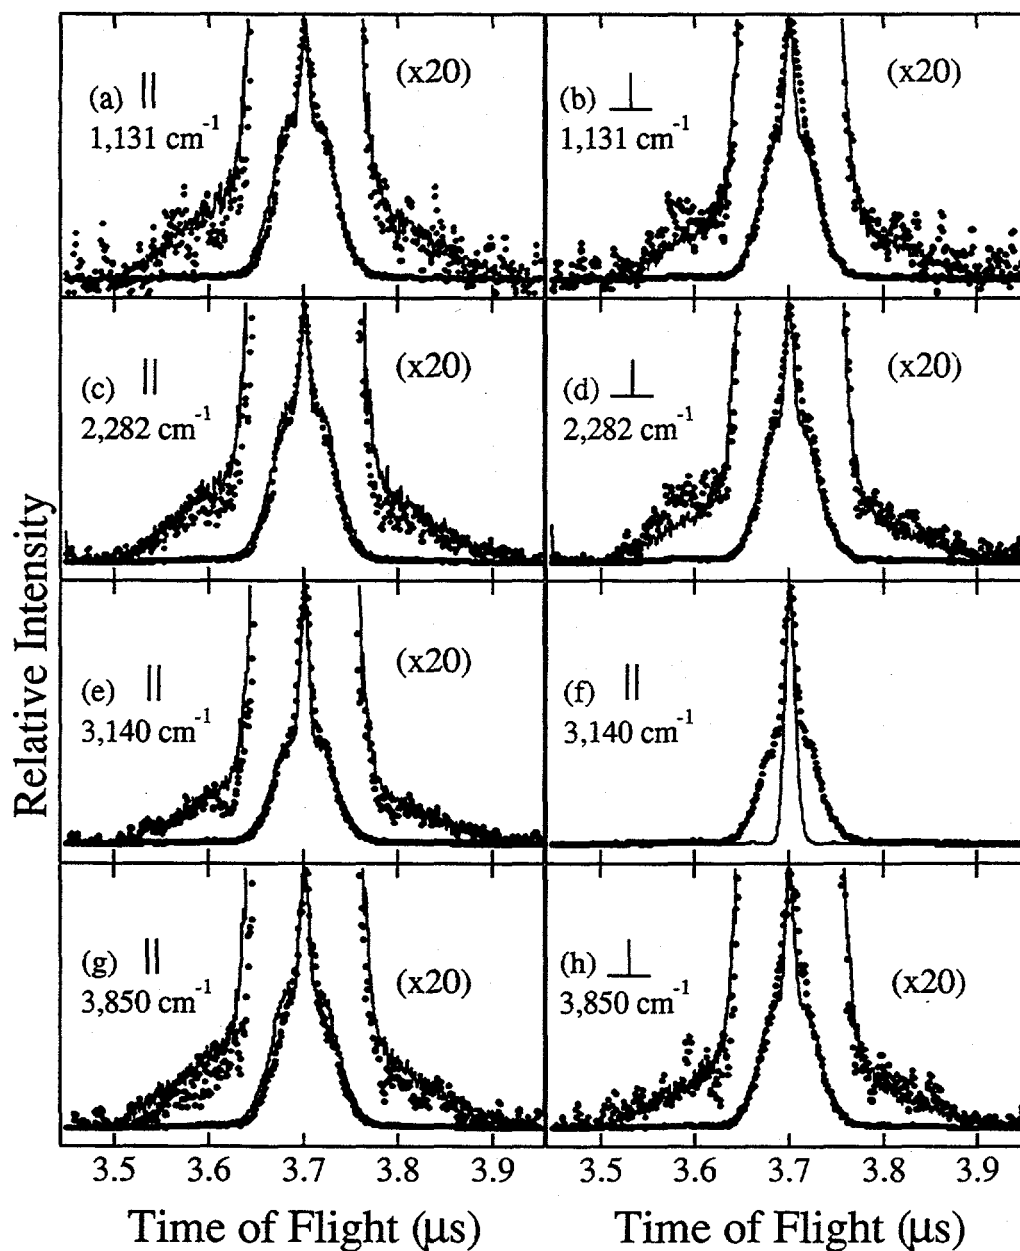 Relative Intensity
(a) || (x20)
1,131 cm⁻¹
(b) ⊥ (x20)
1,131 cm⁻¹
(c) || (x20)
2,282 cm⁻¹
(d) ⊥ (x20)
2,282 cm⁻¹
(e) || (x20)
3,140 cm⁻¹
(f) ||
3,140 cm⁻¹
(g) || (x20)
3,850 cm⁻¹
(h) ⊥ (x20)
3,850 cm⁻¹
3.5 3.6 3.7 3.8 3.9
3.5 3.6 3.7 3.8 3.9
Time of Flight (μs)
Time of Flight (μs)